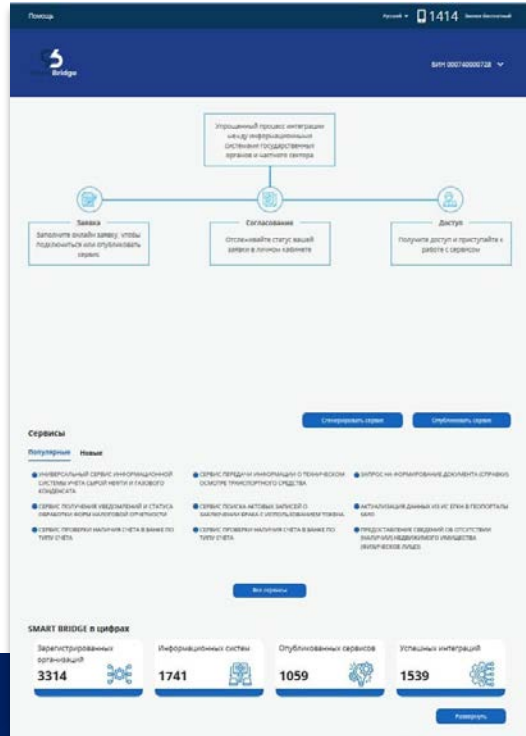 Помощь
Русский
1414 Звонок бесплатный
Bridge
БИН 000740000728
Упрощенный процесс интеграции
между информационными
системами государственных
органов и частного сектора
Заявка
Заполните онлайн заявку, чтобы
подключиться или опубликовать
сервис
Согласование
Отслеживайте статус вашей
заявки в личном кабинете
Доступ
Получите доступ и приступайте к
работе с сервисом
Сгенерировать сервис
Опубликовать сервис
Сервисы
Популярные Новые
УНИВЕРСАЛЬНЫЙ СЕРВИС ИНФОРМАЦИОННОЙ
СИСТЕМЫ УЧЁТА СЫРОЙ НЕФТИ И ГАЗОВОГО
КОНДЕНСАТА
СЕРВИС ПЕРЕДАЧИ ИНФОРМАЦИИ О ТЕХНИЧЕСКОМ
ОСМОТРЕ ТРАНСПОРТНОГО СРЕДСТВА
ЗАПРОС НА ФОРМИРОВАНИЕ ДОКУМЕНТА (СПРАВКИ)
СЕРВИС ПОЛУЧЕНИЕ УВЕДОМЛЕНИЙ И СТАТУСА
ОБРАБОТКИ ФОРМ НАЛОГОВОЙ ОТЧЕТНОСТИ
СЕРВИС ПОИСКА АКТОВЫХ ЗАПИСЕЙ О
ЗАКЛЮЧЕНИИ БРАКА С ИСПОЛЬЗОВАНИЕМ ТОКЕНА
АКТУАЛИЗАЦИЯ ДАННЫХ ИЗ ИС ЕГКН В ГЕОПОРТАЛЫ
МИО
СЕРВИС ПРОВЕРКИ НАЛИЧИЯ СЧЕТА В БАНКЕ ПО
ТИПУ СЧЁТА
СЕРВИС ПРОВЕРКИ НАЛИЧИЯ СЧЕТА В БАНКЕ ПО
ТИПУ СЧЁТА
ПРЕДОСТАВЛЕНИЕ СВЕДЕНИЙ ОБ ОТСУТСТВИИ
(НАЛИЧИИ) НЕДВИЖИМОГО ИМУЩЕСТВА
(ФИЗИЧЕСКОЕ ЛИЦО)
Все сервисы
SMART BRIDGE в цифрах
Зарегистрированных
организаций
3314
Информационных систем
1741
Опубликованных сервисов
1059
Успешных интеграций
1539
Развернуть